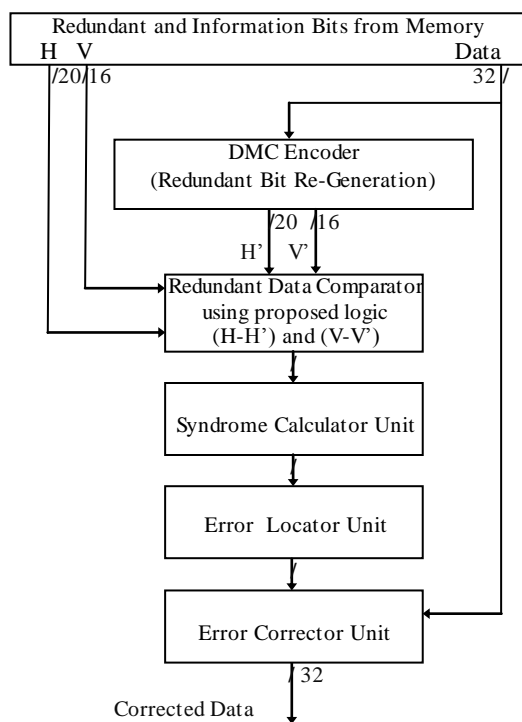 Redundant and Information Bits from Memory
H V Data
/20/16 32 /
DMC Encoder
(Redundant Bit Re-Generation)
/20 /16
H' V'
Redundant Data Comparator
using proposed logic
(H-H') and (V-V')
/
Syndrome Calculator Unit
/
Error Locator Unit
/
Error Corrector Unit
/ 32
Corrected Data